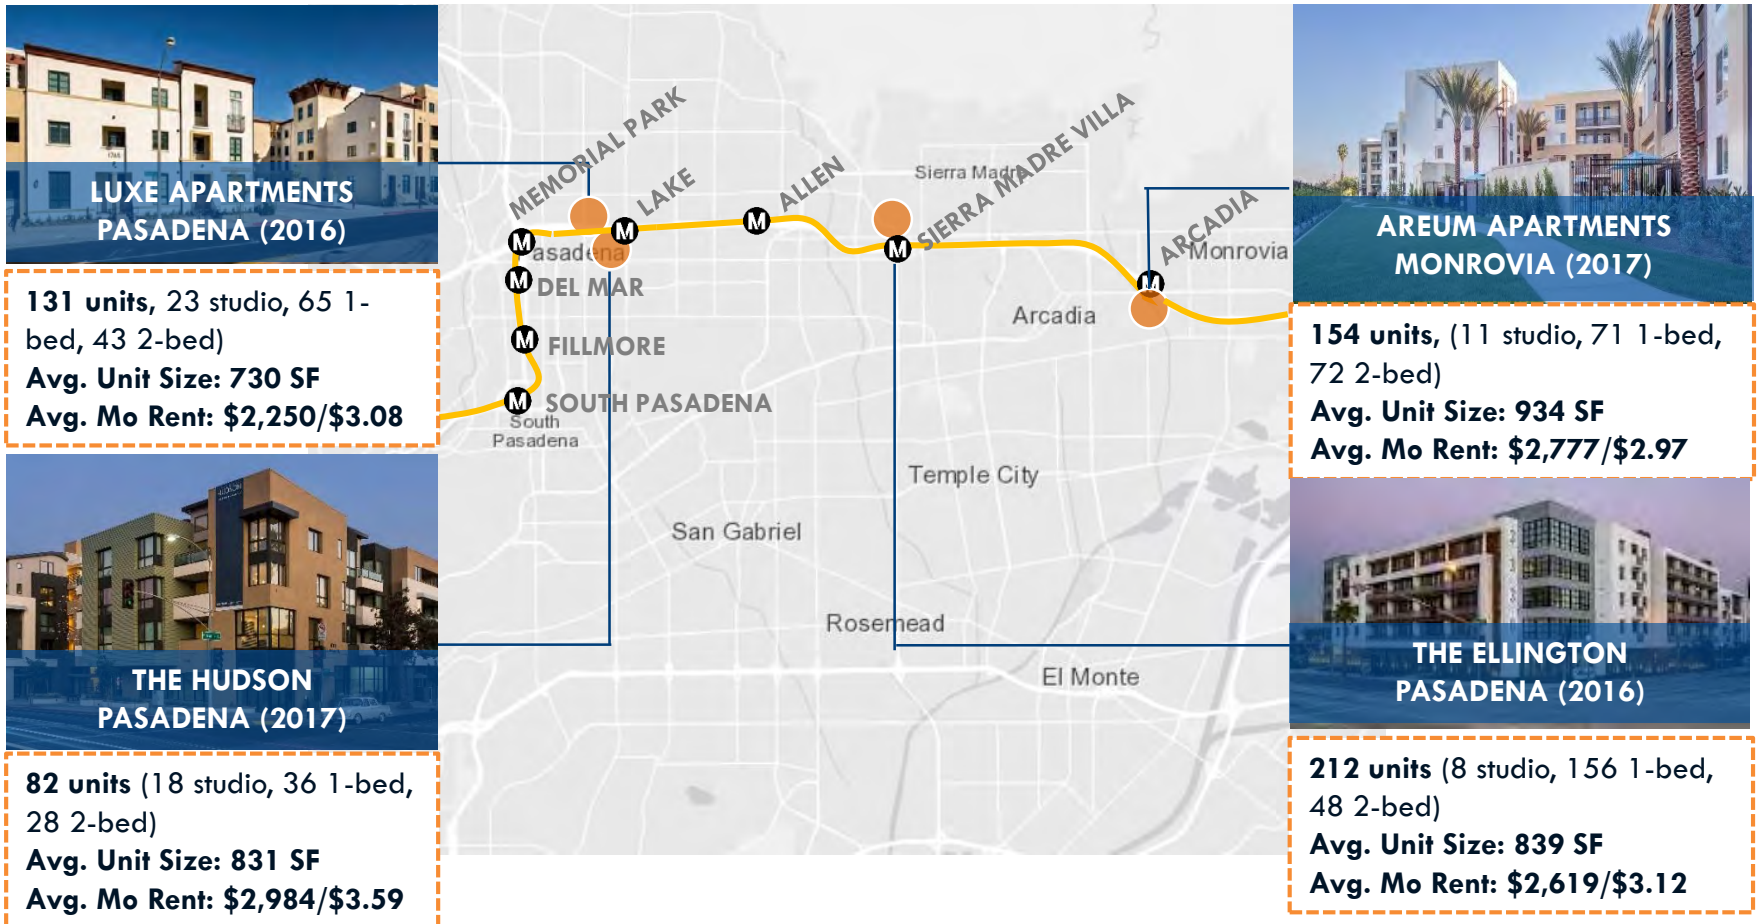 LUXE APARTMENTS
PASADENA (2016)
131 units, 23 studio, 65 1-
bed, 43 2-bed)
Avg. Unit Size: 730 SF
Avg. Mo Rent: $2,250/$3.08
THE HUDSON
PASADENA (2017)
82 units (18 studio, 36 1-bed,
28 2-bed)
Avg. Unit Size: 831 SF
Avg. Mo Rent: $2,984/$3.59
MEMORIAL PARK
LAKE
ALLEN
SIERRA MADRE VILLA
ARCADIA
DEL MAR
FILLMORE
SOUTH PASADENA
M
M
M
M
M
M
M
M
Sierra Madre
Pasadena
Monrovia
Arcadia
South
Pasadena
Temple City
San Gabriel
Rosemead
El Monte
AREUM APARTMENTS
MONROVIA (2017)
154 units, (11 studio, 71 1-bed,
72 2-bed)
Avg. Unit Size: 934 SF
Avg. Mo Rent: $2,777/$2.97
THE ELLINGTON
PASADENA (2016)
212 units (8 studio, 156 1-bed,
48 2-bed)
Avg. Unit Size: 839 SF
Avg. Mo Rent: $2,619/$3.12